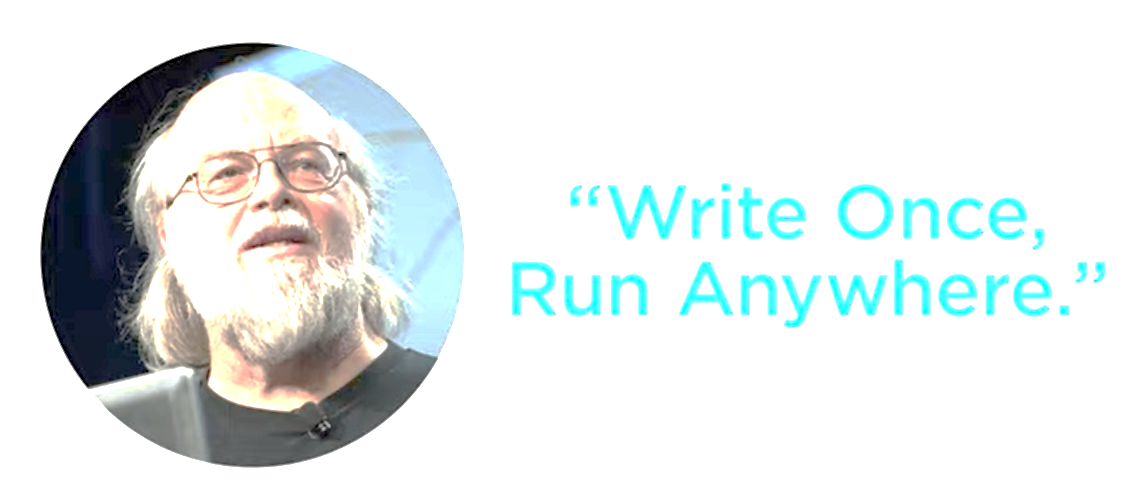 “Write Once,
Run Anywhere.”